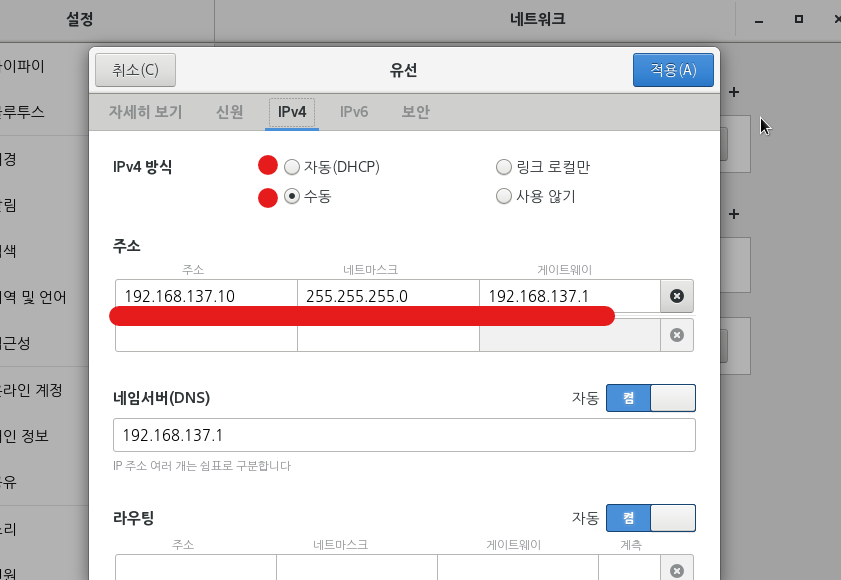 설정
네트워크
취소(C)
유선
적용(A)
자세히 보기 신원 IPv4 IPv6 보안
IPv4 방식
자동(DHCP)
링크 로컬만
수동
사용 않기
주소
주소 네트마스크 게이트웨이
192.168.137.10 255.255.255.0 192.168.137.1
네임서버(DNS)
자동 켬
192.168.137.1
IP 주소 여러 개는 쉼표로 구분합니다
라우팅
자동 켬
주소 네트마스크 게이트웨이 계측
이파이
루투스
경
림
색
역 및 언어
근성
라인 계정
인 정보
유
리
원